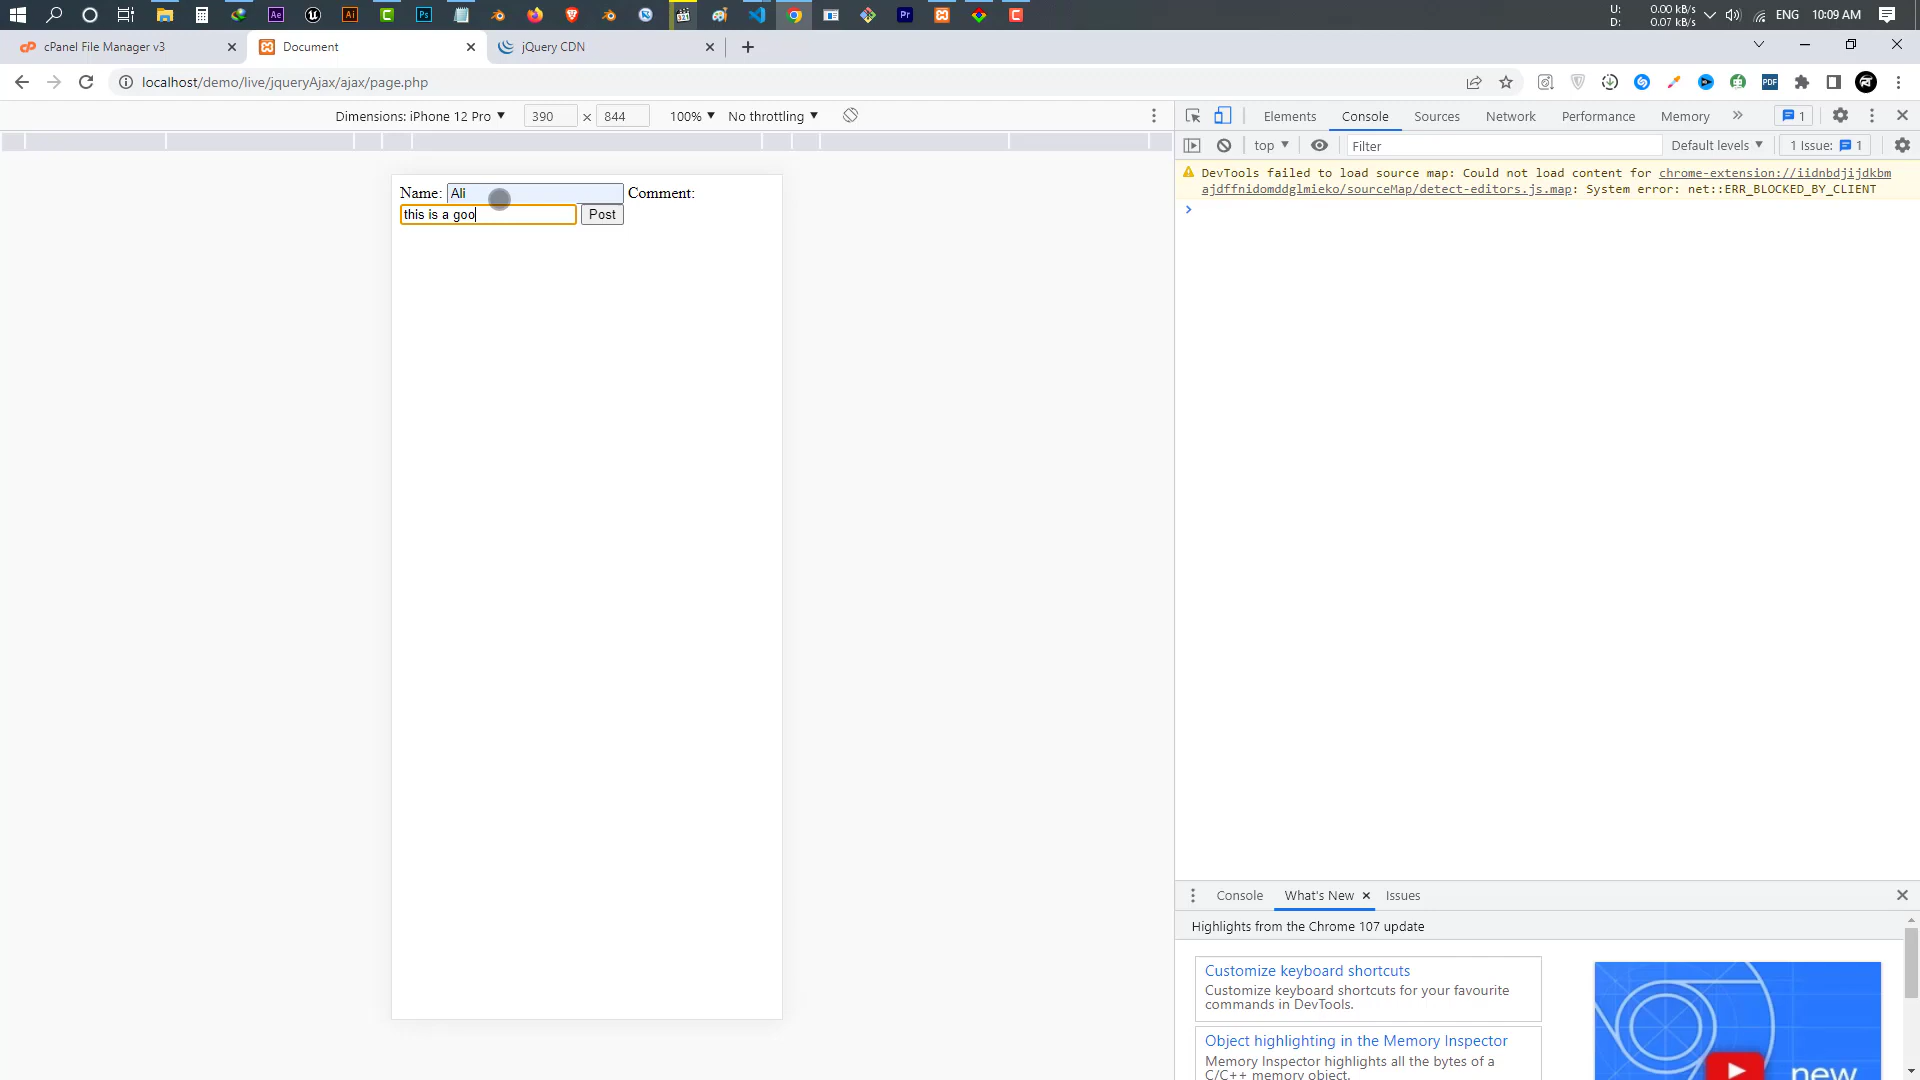 U: 0.00 kB/s
D: 0.07 kB/s
ENG 10:09 AM
cPanel File Manager v3
Document
jQuery CDN
localhost/demo/live/jqueryAjax/ajax/page.php
Dimensions: iPhone 12 Pro 390 × 844 100% No throttling
Elements Console Sources Network Performance Memory » 1
top Filter Default levels 1 Issue: 1
DevTools failed to load source map: Could not load content for chrome-extension://iidnbdjijdkbm
ajdffnidomddglmieko/sourceMap/detect-editors.js.map: System error: net::ERR_BLOCKED_BY_CLIENT
Name: Ali Comment:
this is a goo Post
Console What's New Issues
Highlights from the Chrome 107 update
Customize keyboard shortcuts
Customize keyboard shortcuts for your favourite
commands in DevTools.
Object highlighting in the Memory Inspector
Memory Inspector highlights all the bytes of a
C/C++ memory object.
new